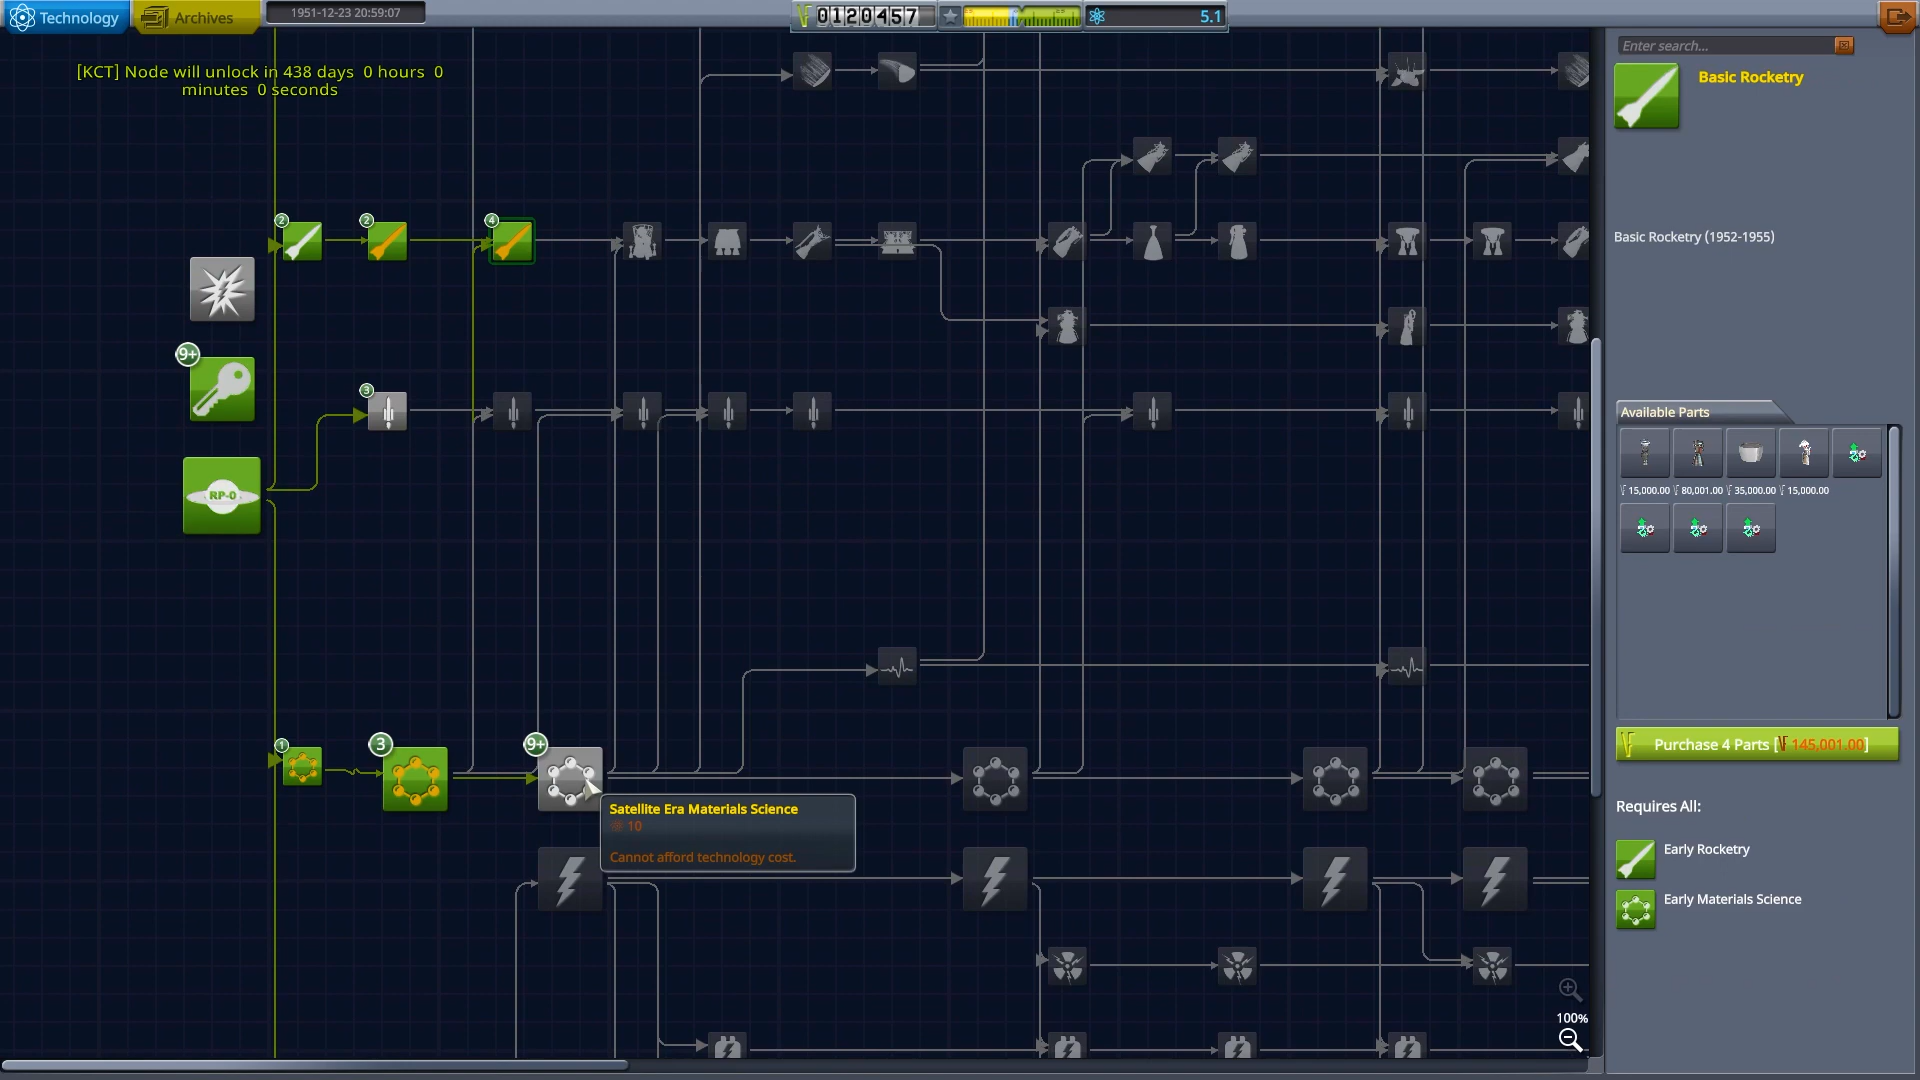 Technology
Archives
1951-12-23 20:59:07
0120457
5.1
[KCT] Node will unlock in 438 days 0 hours 0
minutes 0 seconds
Enter search...
Basic Rocketry
Basic Rocketry (1952-1955)
2
2
4
9+
3
RP-0
Available Parts
15,000.00
80,001.00
35,000.00
15,000.00
1
3
9+
Satellite Era Materials Science
10
Cannot afford technology cost.
Purchase 4 Parts [145,001.00]
Requires All:
Early Rocketry
Early Materials Science
100%